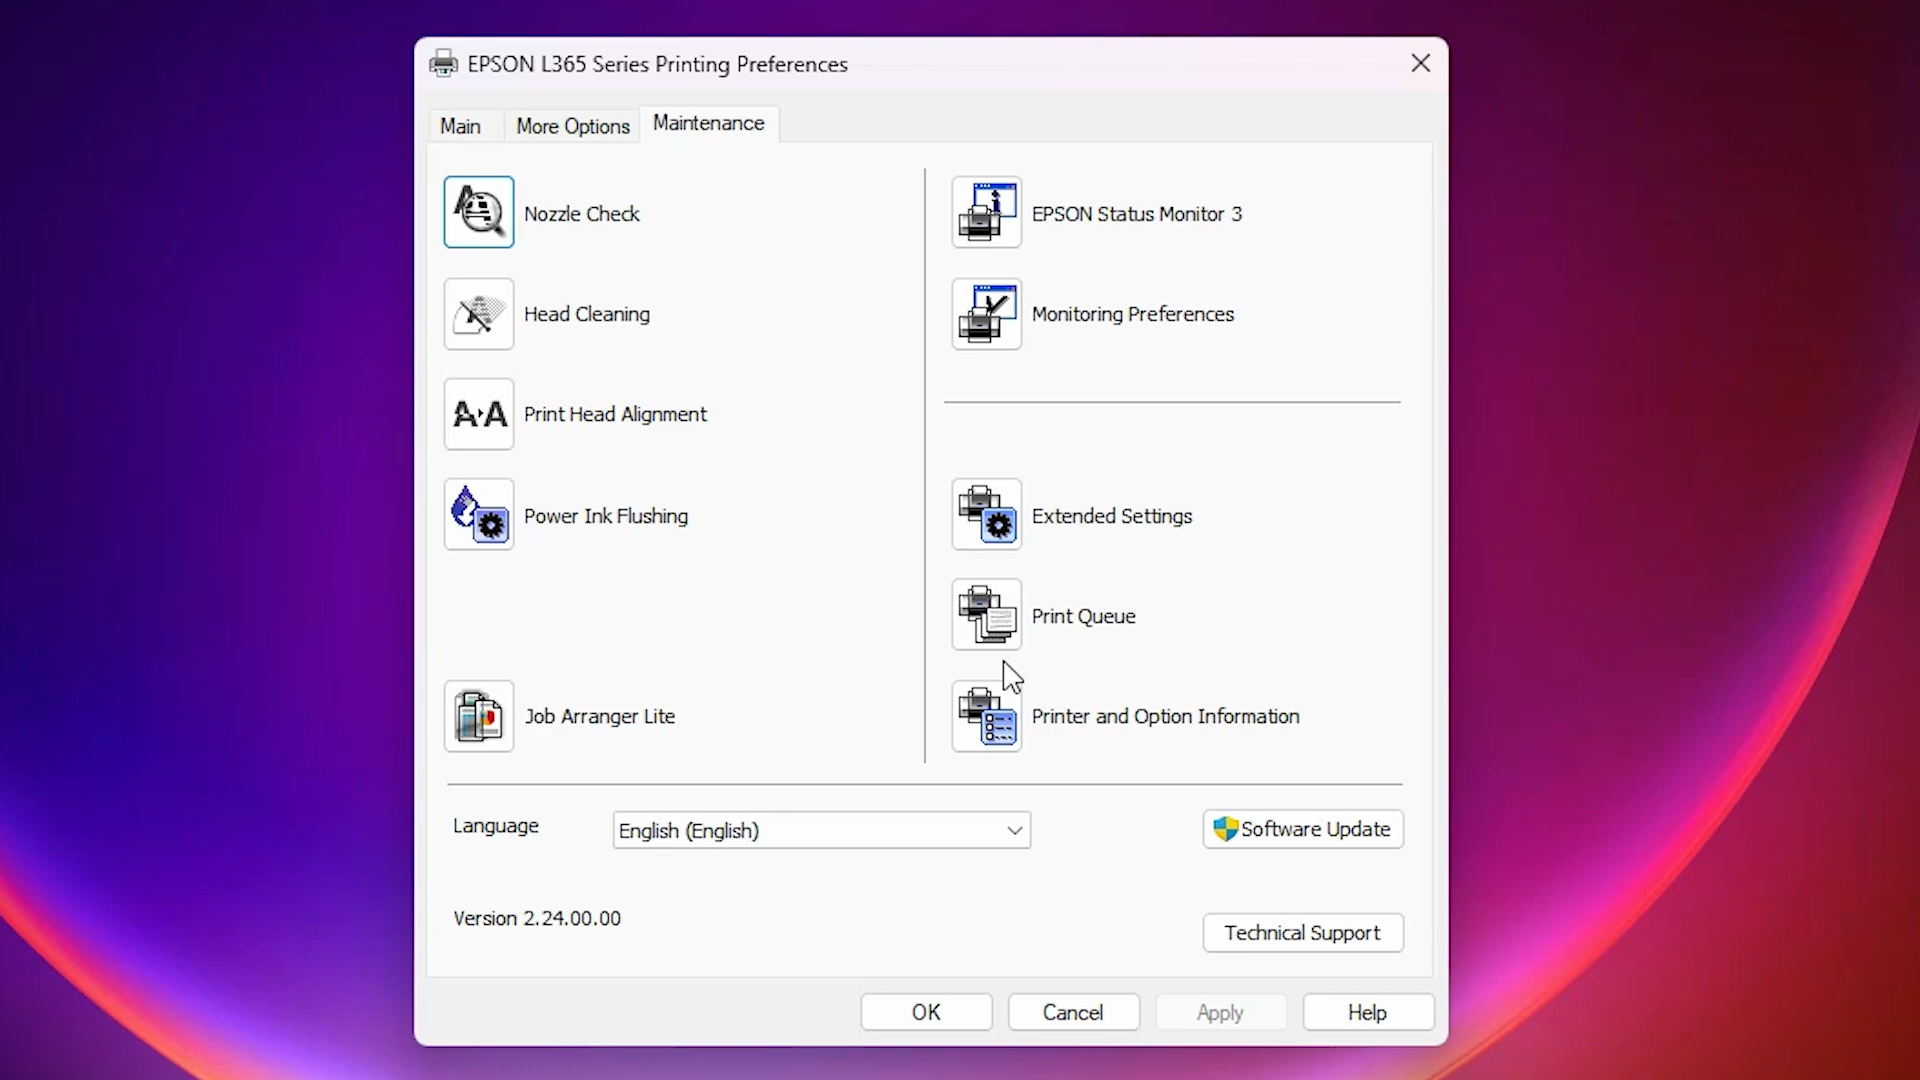 EPSON L365 Series Printing Preferences
Main
More Options
Maintenance
Nozzle Check
Head Cleaning
Print Head Alignment
Power Ink Flushing
Job Arranger Lite
EPSON Status Monitor 3
Monitoring Preferences
Extended Settings
Print Queue
Printer and Option Information
Language
English (English)
Software Update
Version 2.24.00.00
Technical Support
OK
Cancel
Apply
Help